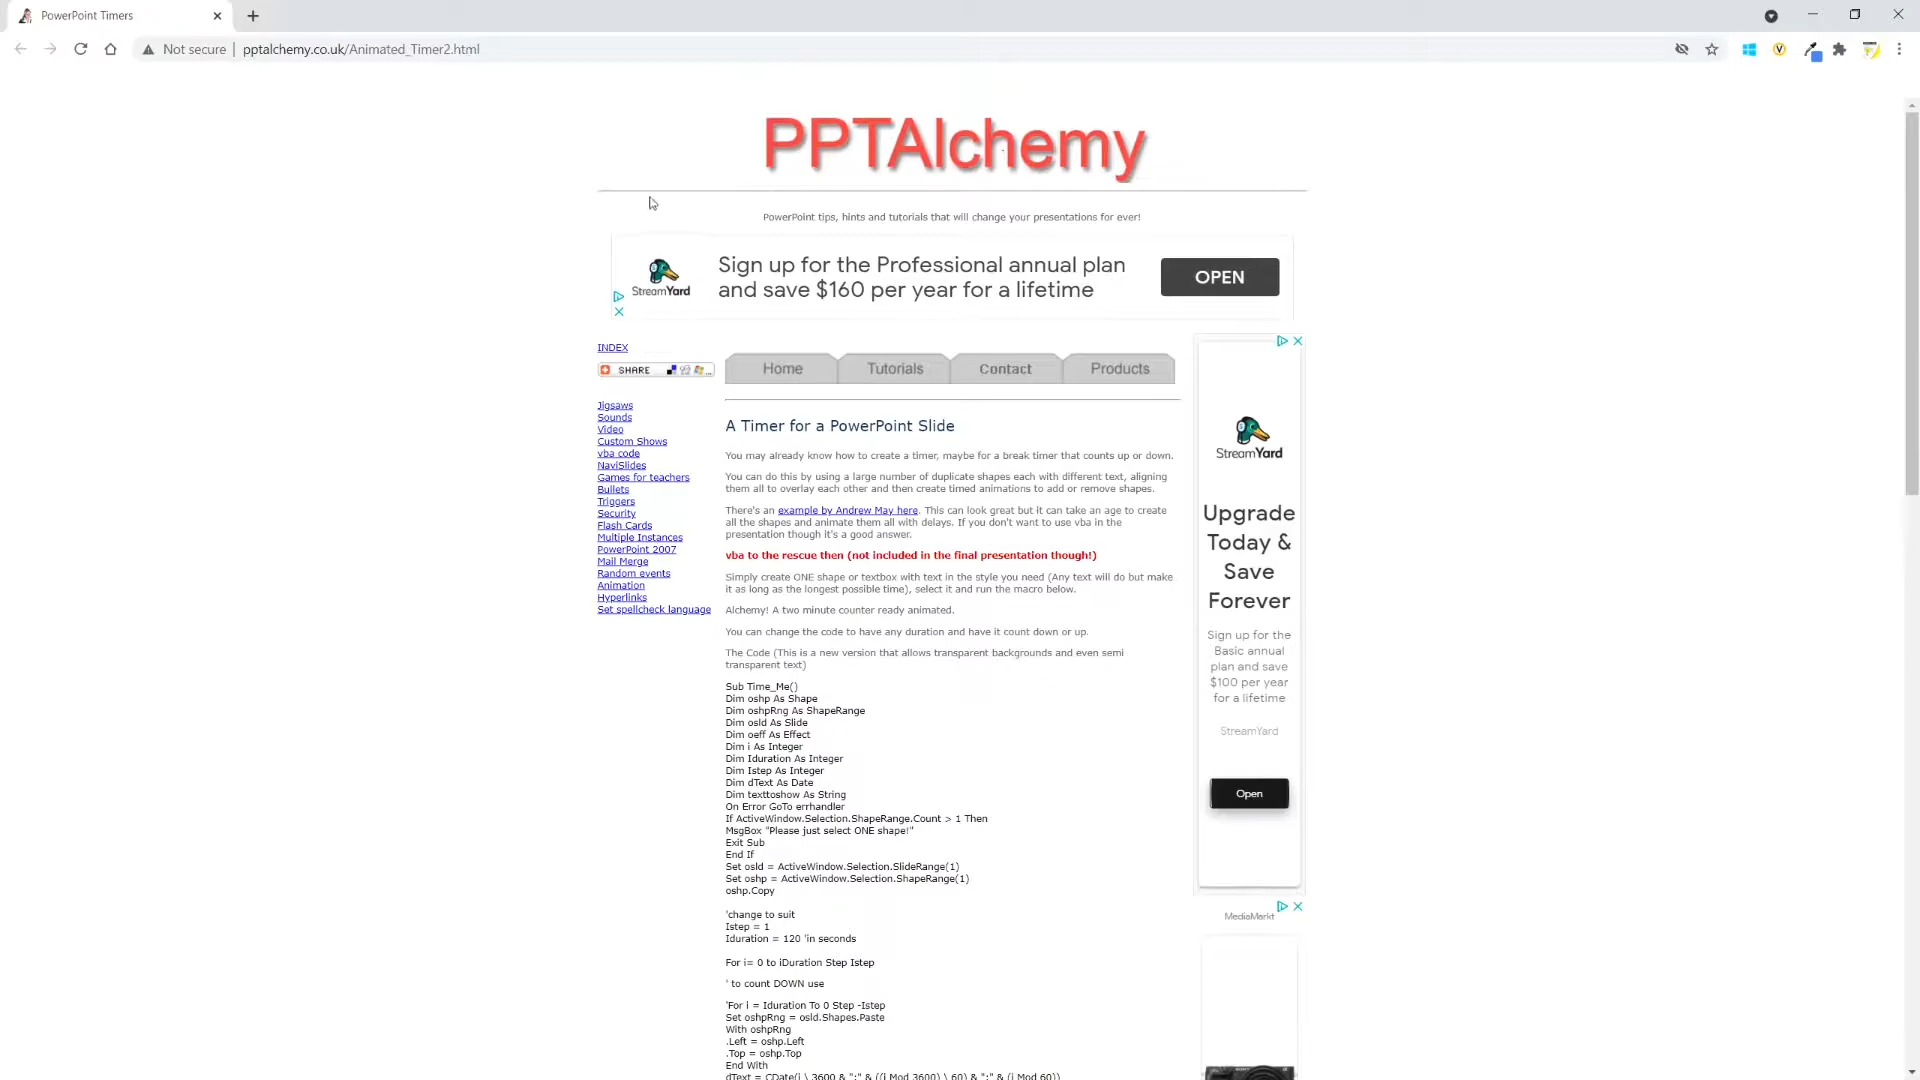 PowerPoint Timers
Not secure
pptalchemy.co.uk/Animated_Timer2.html
PPTAlchemy
PowerPoint tips, hints and tutorials that will change your presentations for ever!
StreamYard
Sign up for the Professional annual plan
and save $160 per year for a lifetime
OPEN
INDEX
SHARE
Jigsaws
Sounds
Video
Custom Shows
vba code
NaviSlides
Games for teachers
Bullets
Triggers
Security
Flash Cards
Multiple Instances
PowerPoint 2007
Mail Merge
Random events
Animation
Hyperlinks
Set spellcheck language
Home
Tutorials
Contact
Products
A Timer for a PowerPoint Slide
You may already know how to create a timer, maybe for a break timer that counts up or down.
You can do this by using a large number of duplicate shapes each with different text, aligning
them all to overlay each other and then create timed animations to add or remove shapes.
There's an example by Andrew May here. This can look great but it can take an age to create
all the shapes and animate them all with delays. If you don't want to use vba in the
presentation though it's a good answer.
vba to the rescue then (not included in the final presentation though!)
Simply create ONE shape or textbox with text in the style you need (Any text will do but make
it as long as the longest possible time), select it and run the macro below.
Alchemy! A two minute counter ready animated.
You can change the code to have any duration and have it count down or up.
The Code (This is a new version that allows transparent backgrounds and even semi
transparent text)
Sub Time_Me()
Dim oshp As Shape
Dim oshpRng As ShapeRange
Dim osld As Slide
Dim oeff As Effect
Dim i As Integer
Dim Iduration As Integer
Dim Istep As Integer
Dim dText As Date
Dim texttoshow As String
On Error GoTo errhandler
If ActiveWindow.Selection.ShapeRange.Count > 1 Then
MsgBox "Please just select ONE shape!"
Exit Sub
End If
Set osld = ActiveWindow.Selection.SlideRange(1)
Set oshp = ActiveWindow.Selection.ShapeRange(1)
oshp.Copy
'change to suit
Istep = 1
Iduration = 120 'in seconds
For i= 0 to iDuration Step Istep
' to count DOWN use
'For i = Iduration To 0 Step -Istep
Set oshpRng = osld.Shapes.Paste
With oshpRng
.Left = oshp.Left
.Top = oshp.Top
End With
dText = CDate(i \ 3600 & ":" & ((i Mod 3600) \ 60) & ":" & (i Mod 60))
StreamYard
Upgrade
Today &
Save
Forever
Sign up for the
Basic annual
plan and save
$100 per year
for a lifetime
StreamYard
Open
MediaMarkt